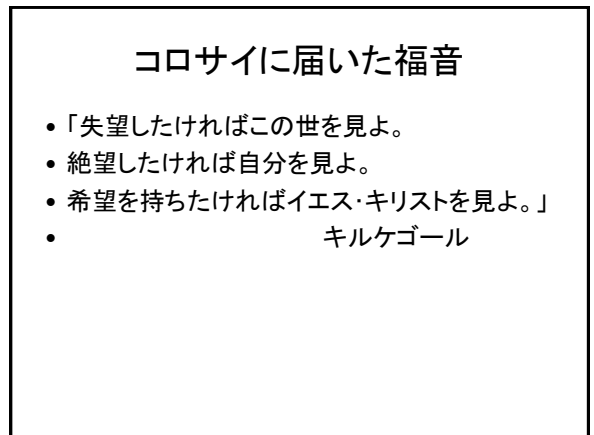 コロサイに届いた福音
• 「失望したければこの世を見よ。
• 絶望したければ自分を見よ。
• 希望を持ちたければイエス・キリストを見よ。」
• キルケゴール